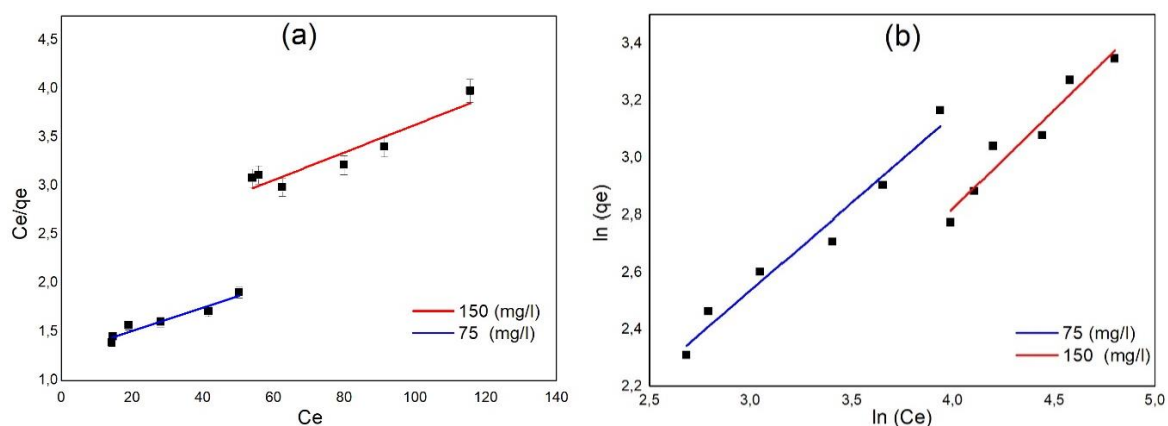 (a)
4,5
4,0
3,5
3,0
2,5
2,0
1,5
1,0
Ce/qe
0 20 40 60 80 100 120 140
Ce
150 (mg/l)
75 (mg/l)
(b)
3,4
3,2
3,0
2,8
2,6
2,4
2,2
ln (qe)
2,5 3,0 3,5 4,0 4,5 5,0
ln (Ce)
75 (mg/l)
150 (mg/l)